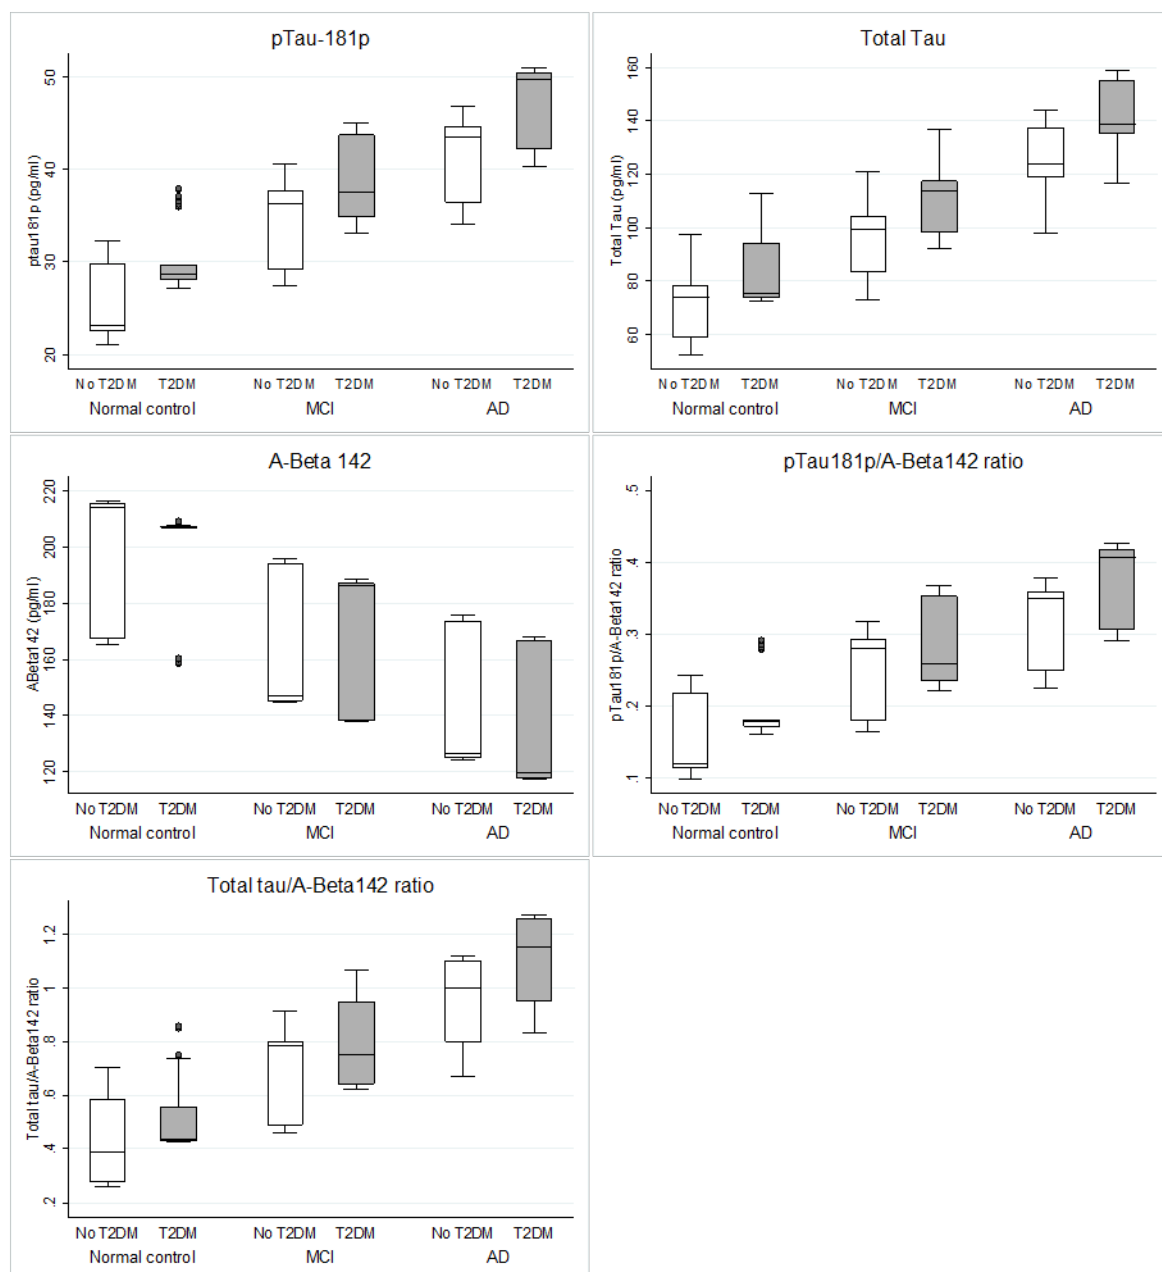 pTau-181p
ptau181p (pg/ml)
50
40
30
20
No T2DM T2DM No T2DM T2DM No T2DM T2DM
Normal control MCI AD
Total Tau
Total Tau (pg/ml)
160
140
120
100
80
60
No T2DM T2DM No T2DM T2DM No T2DM T2DM
Normal control MCI AD
A-Beta 142
ABeta142 (pg/ml)
220
200
180
160
140
120
No T2DM T2DM No T2DM T2DM No T2DM T2DM
Normal control MCI AD
pTau181p/A-Beta142 ratio
pTau181p/A-Beta142 ratio
.5
.4
.3
.2
.1
No T2DM T2DM No T2DM T2DM No T2DM T2DM
Normal control MCI AD
Total tau/A-Beta142 ratio
Total tau/A-Beta142 ratio
1.2
1
.8
.6
.4
.2
No T2DM T2DM No T2DM T2DM No T2DM T2DM
Normal control MCI AD